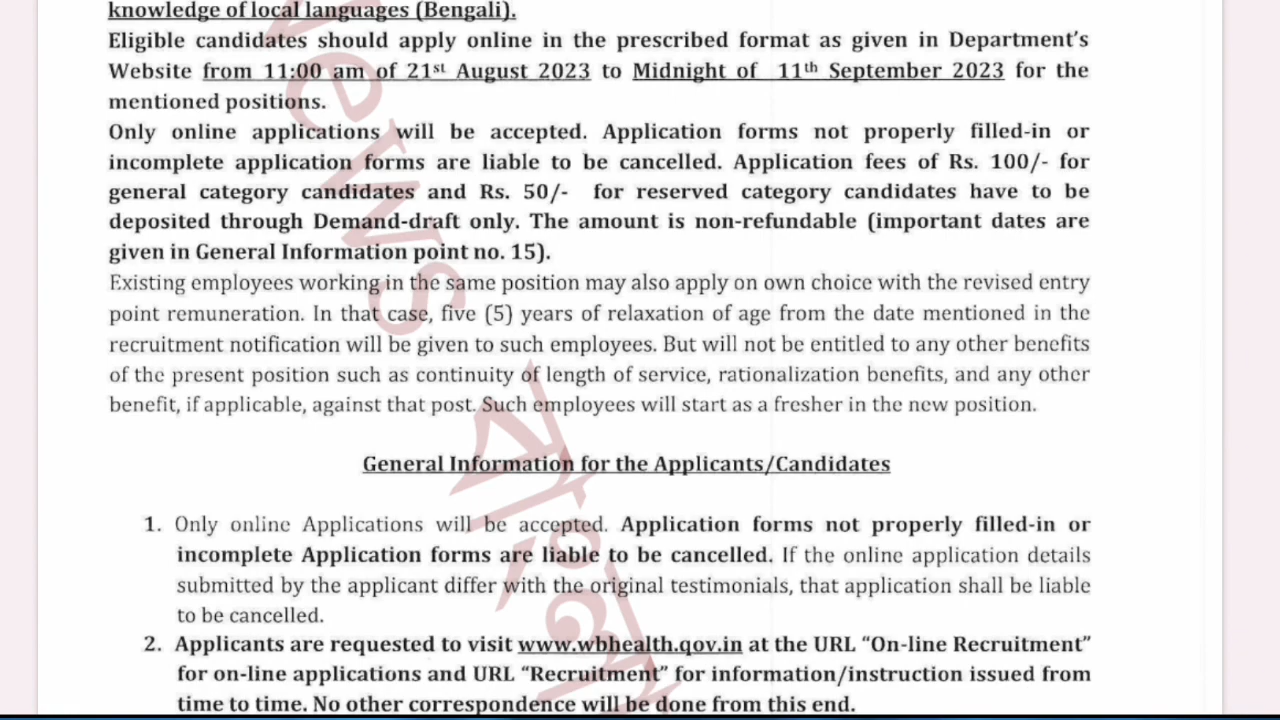 knowledge of local languages (Bengali).
Eligible candidates should apply online in the prescribed format as given in Department's
Website from 11:00 am of 21st August 2023 to Midnight of 11th September 2023 for the
mentioned positions.
Only online applications will be accepted. Application forms not properly filled-in or
incomplete application forms are liable to be cancelled. Application fees of Rs. 100/- for
general category candidates and Rs. 50/- for reserved category candidates have to be
deposited through Demand-draft only. The amount is non-refundable (important dates are
given in General Information point no. 15).
Existing employees working in the same position may also apply on own choice with the revised entry
point remuneration. In that case, five (5) years of relaxation of age from the date mentioned in the
recruitment notification will be given to such employees. But will not be entitled to any other benefits
of the present position such as continuity of length of service, rationalization benefits, and any other
benefit, if applicable, against that post. Such employees will start as a fresher in the new position.
General Information for the Applicants/Candidates
1. Only online Applications will be accepted. Application forms not properly filled-in or
incomplete Application forms are liable to be cancelled. If the online application details
submitted by the applicant differ with the original testimonials, that application shall be liable
to be cancelled.
2. Applicants are requested to visit www.wbhealth.gov.in at the URL “On-line Recruitment”
for on-line applications and URL “Recruitment” for information/instruction issued from
time to time. No other correspondence will be done from this end.
News